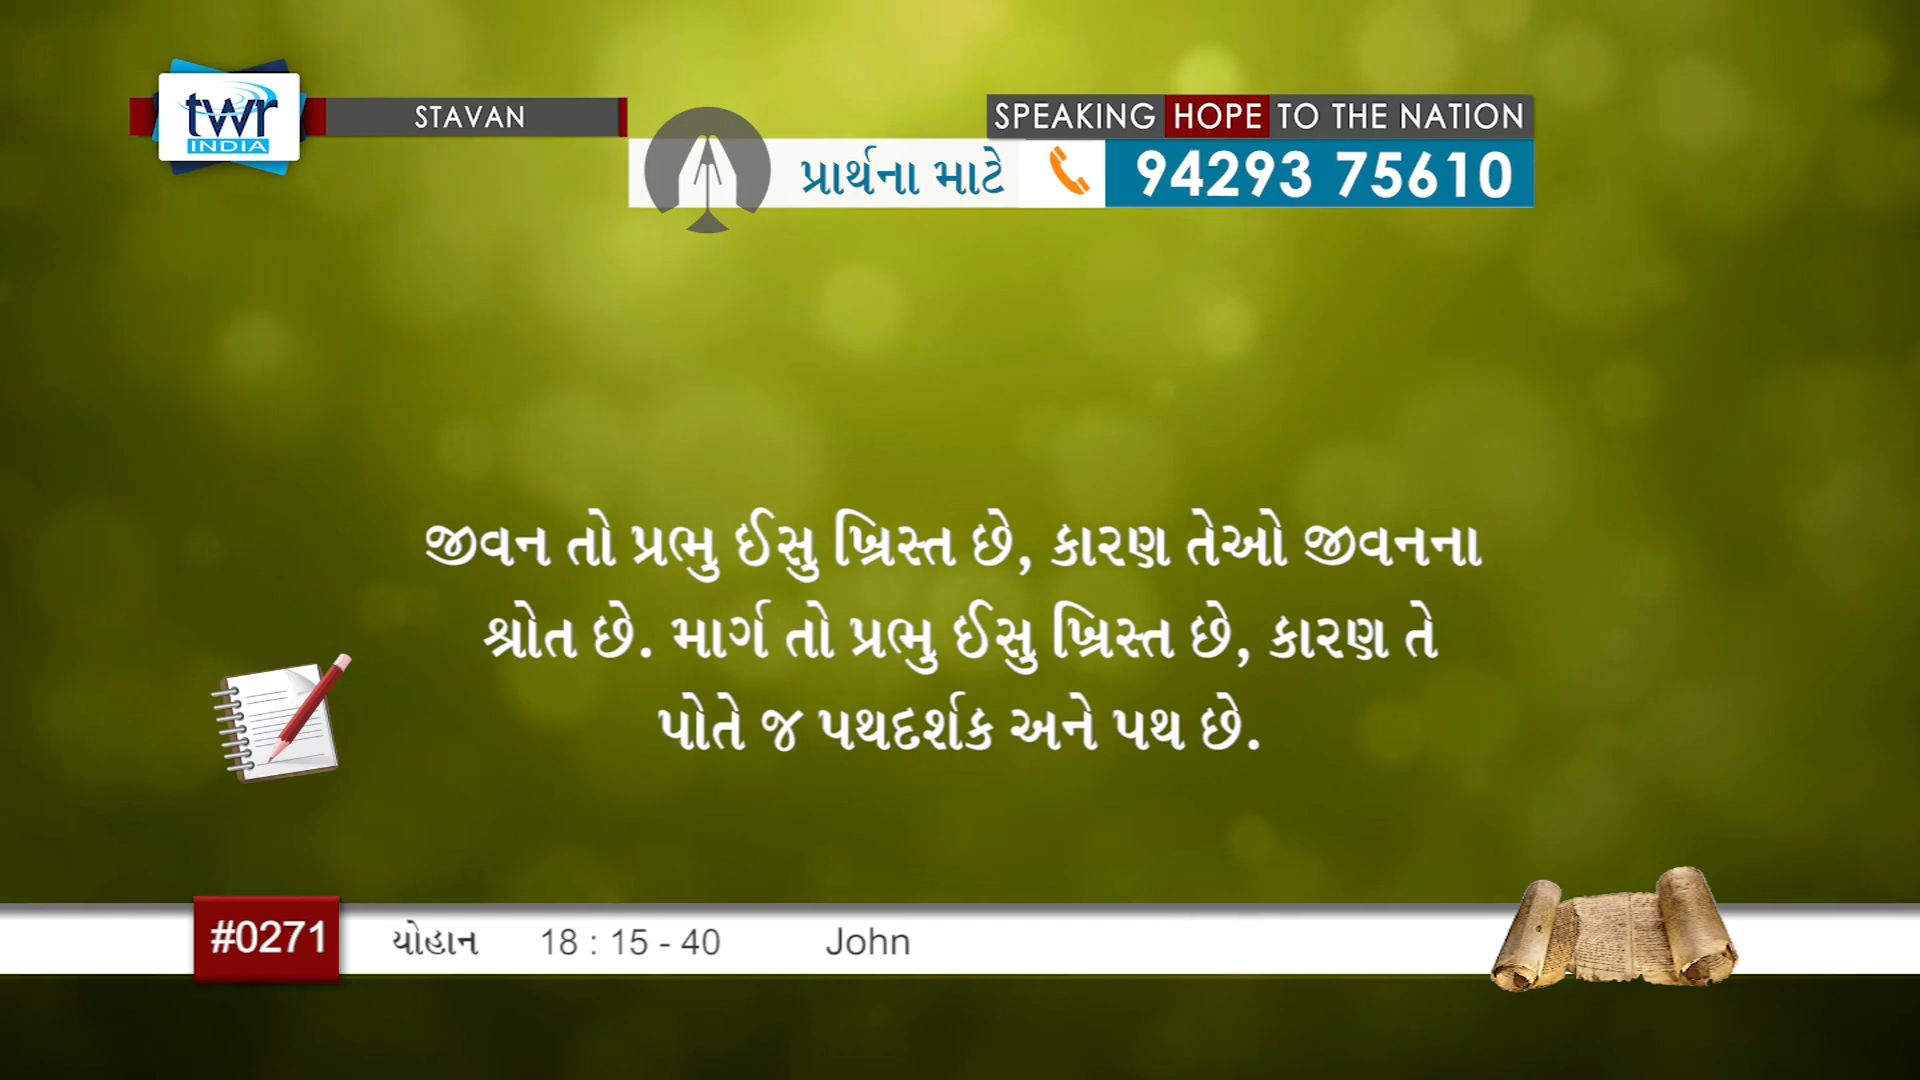 twr
INDIA
STAVAN
SPEAKING HOPE TO THE NATION
પ્રાર્થના માટે 94293 75610
જીવન તો પ્રભુ ઈસુ ખ્રિસ્ત છે, કારણ તેઓ જીવનના
શ્રોત છે. માર્ગ તો પ્રભુ ઈસુ ખ્રિસ્ત છે, કારણ તે
પોતે જ પથદર્શક અને પથ છે.
#0271 યોહાન 18 : 15 - 40 John